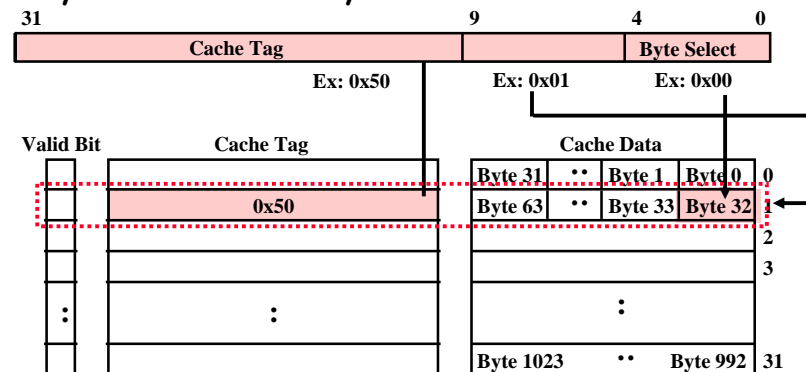 31 9 4 0
Cache Tag Byte Select
Ex: 0x50 Ex: 0x01 Ex: 0x00
Valid Bit Cache Tag Cache Data
Byte 31 ·· Byte 1 Byte 0 0
0x50 Byte 63 ·· Byte 33 Byte 32 1
2
3
: : :
Byte 1023 ·· Byte 992 31